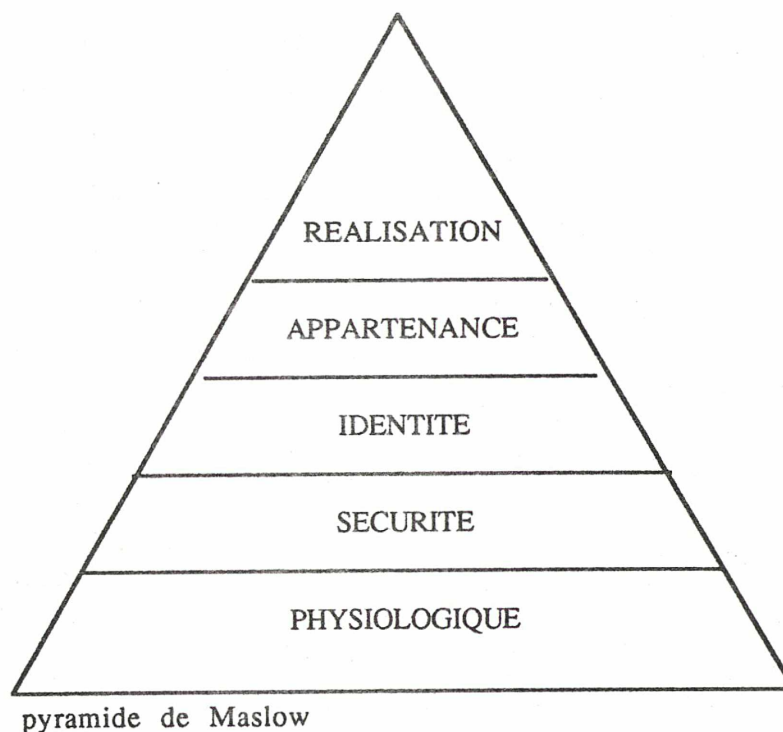 REALISATION
APPARTENANCE
IDENTITE
SECURITE
PHYSIOLOGIQUE
pyramide de Maslow